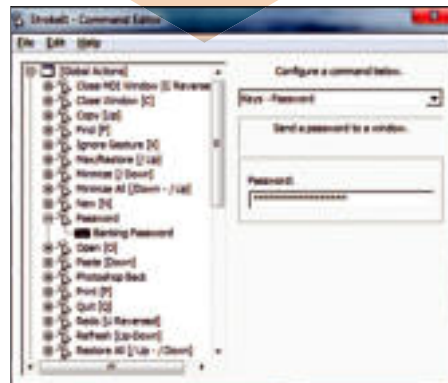 StrokeIt - Command Editor
File Edit Help
[Global Actions]
Close MDI Window [C Reverse
Close Window [C]
Copy [Up]
Find [F]
Ignore Gesture [X]
Max/Restore [/ Up]
Minimize [/ Down]
Minimize All [/Down - / Up]
New [N]
Password
Banking Password
Open [O]
Paste [Down]
Photoshop Back
Print [P]
Quit [Q]
Redo [U Reversed]
Refresh [Up-Down]
Restore All [/ Up - / Down]
Configure a command below.
Keys - Password
Send a password to a window.
Password: